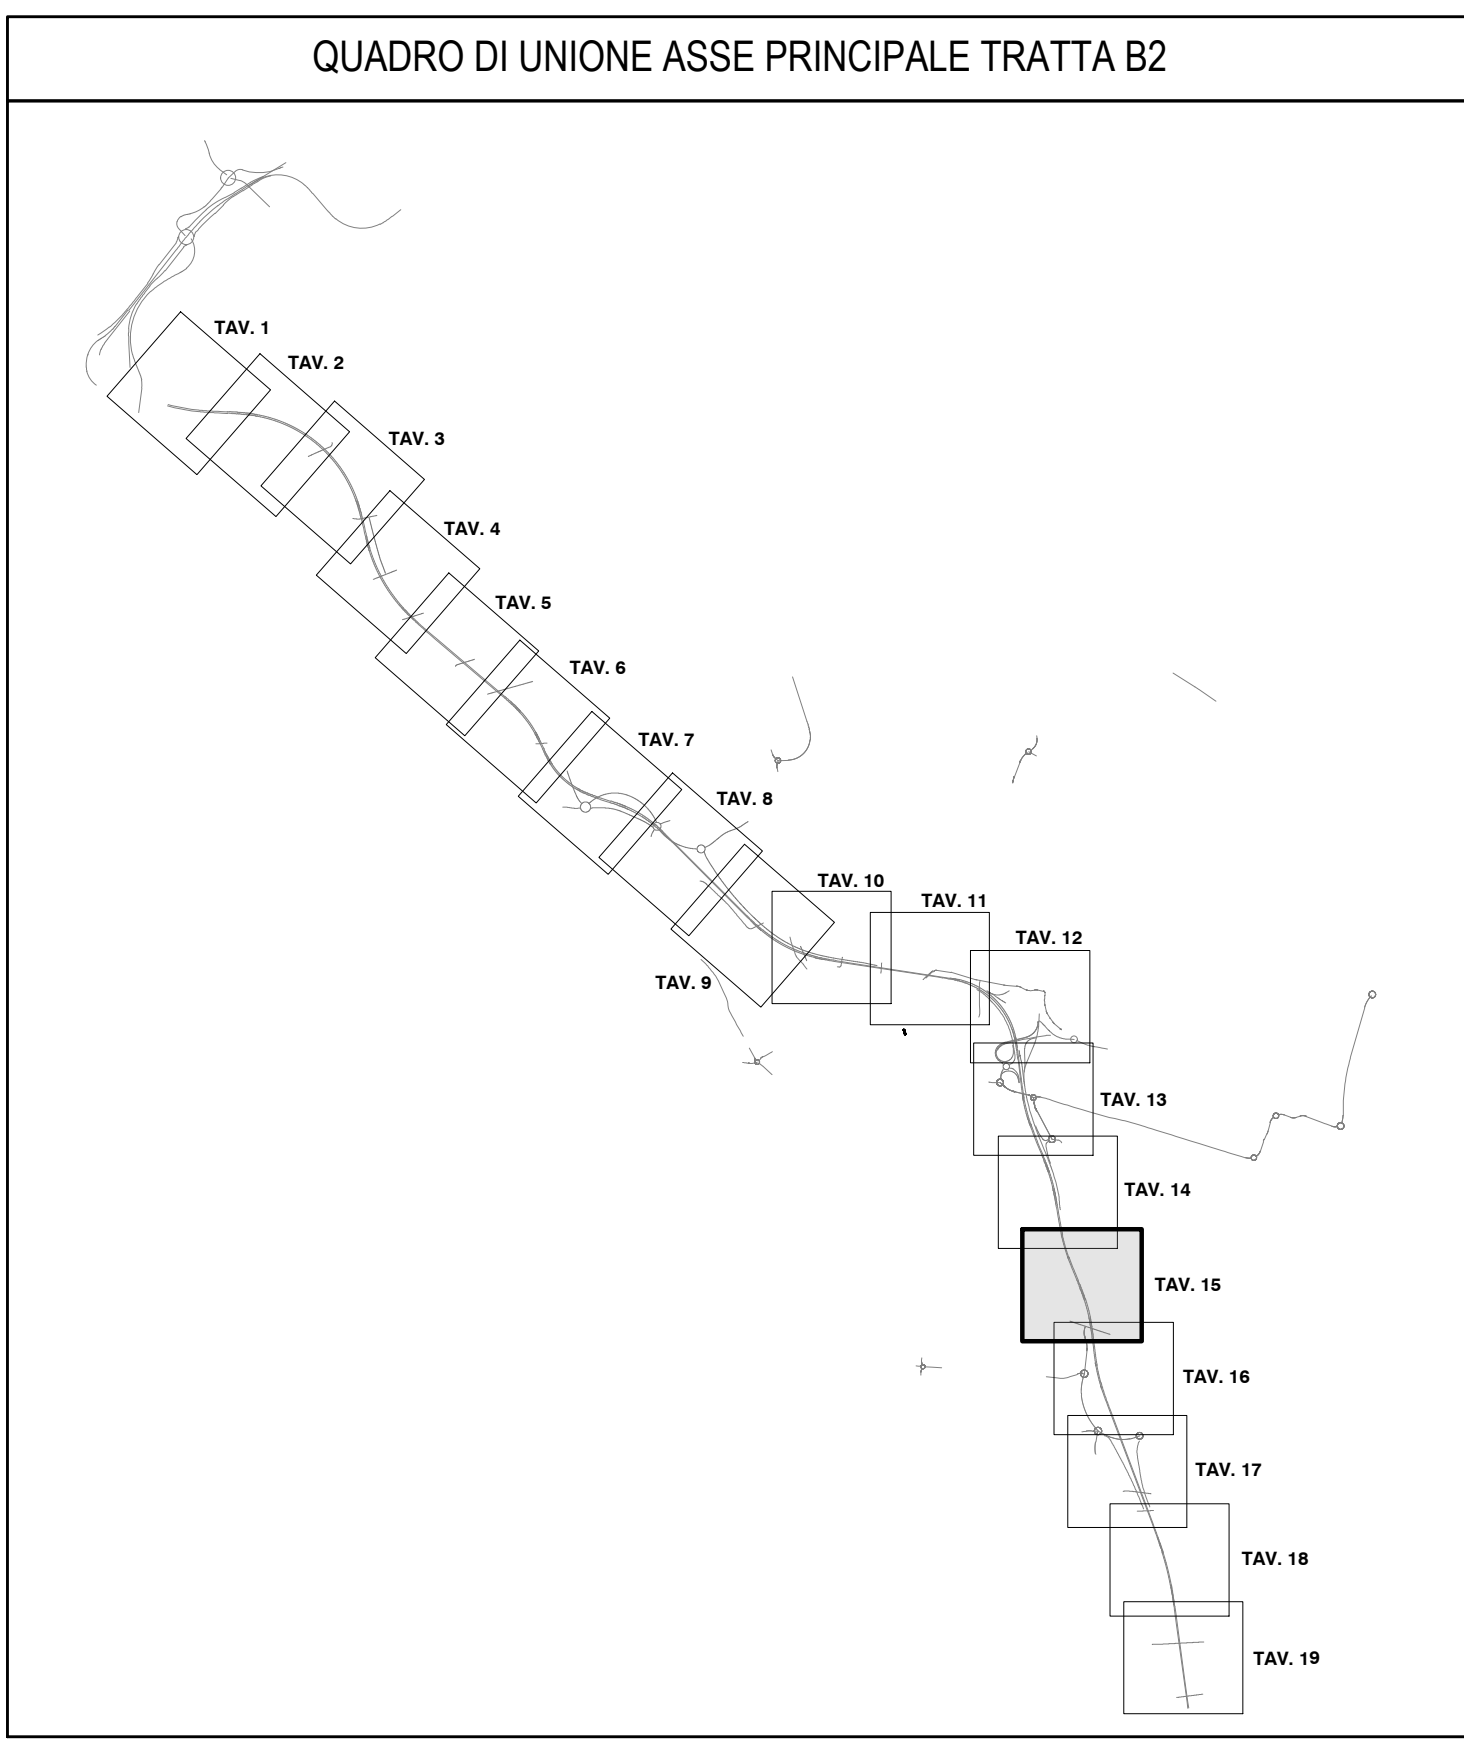 QUADRO DI UNIONE ASSE PRINCIPALE TRATTA B2
TAV. 1
TAV. 2
TAV. 3
TAV. 4
TAV. 5
TAV. 6
TAV. 7
TAV. 8
TAV. 10
TAV. 11
TAV. 12
TAV. 9
TAV. 13
TAV. 14
TAV. 15
TAV. 16
TAV. 17
TAV. 18
TAV. 19